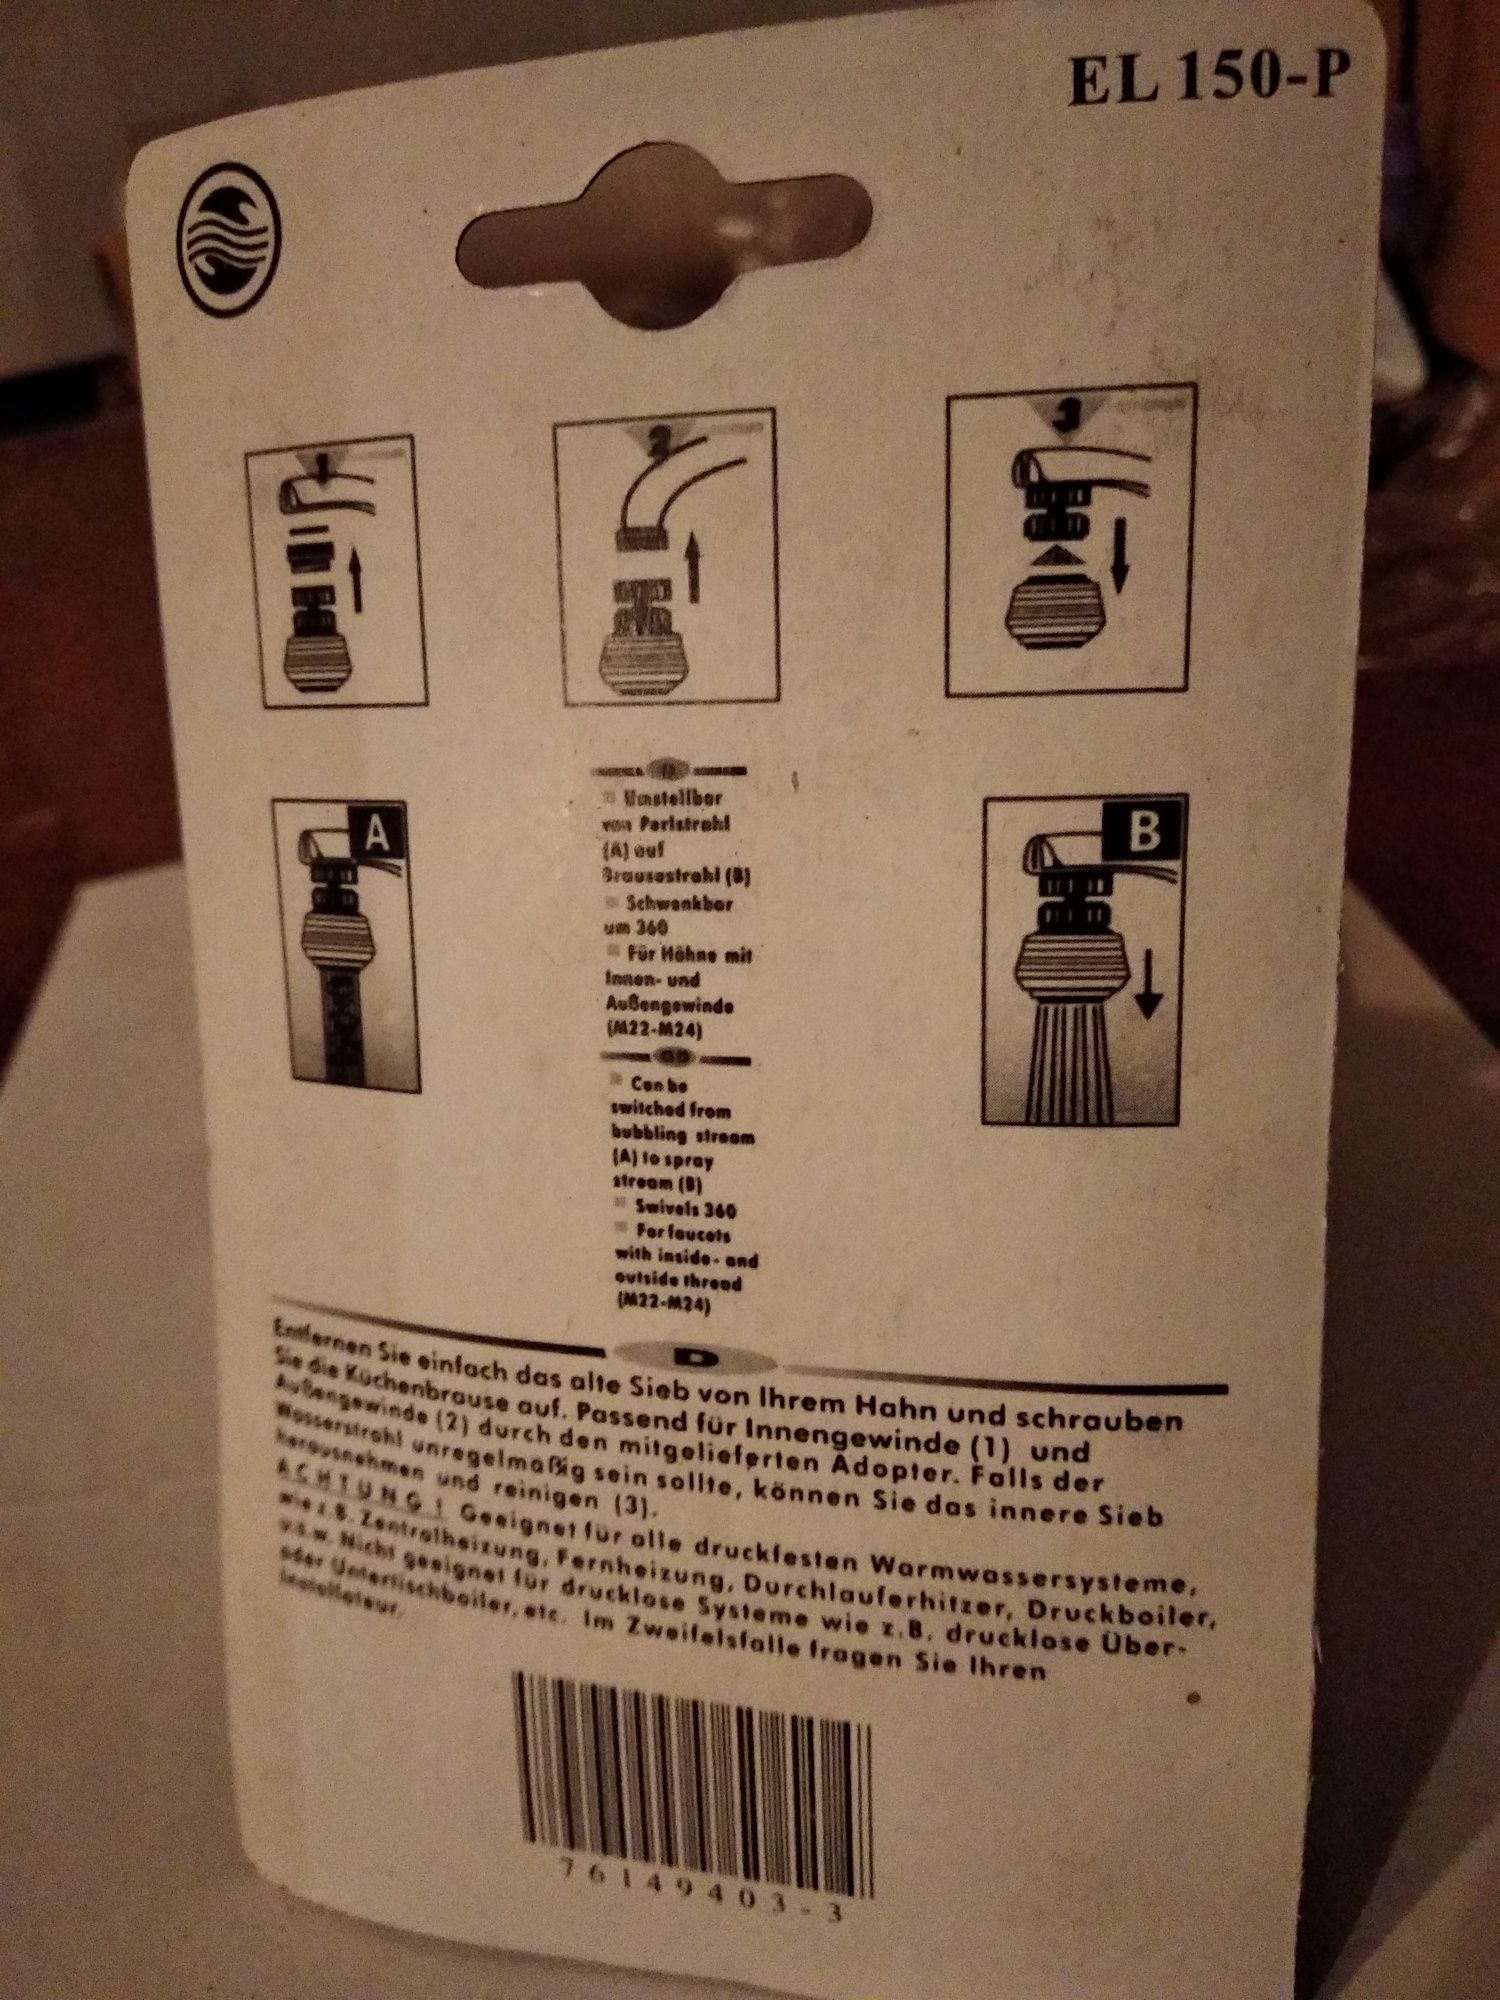 EL 150-P
1
2
3
A
B
D
Umstellbar
von Perlstrahl
(A) auf
Brausestrahl (B)
Schwenkbar
um 360
Für Hähne mit
Innen- und
Außengewinde
(M22-M24)
GB
Can be
switched from
bubbling stream
(A) to spray
stream (B)
Swivels 360
For faucets
with inside- and
outside thread
(M22-M24)
D
Entfernen Sie einfach das alte Sieb von Ihrem Hahn und schrauben
Sie die Küchenbrause auf. Passend für Innengewinde (1) und
Außengewinde (2) durch den mitgelieferten Adopter. Falls der
Wasserstrahl unregelmäßig sein sollte, können Sie das innere Sieb
herausnehmen und reinigen (3).
ACHTUNG! Geeignet für alle druckfesten Warmwassersysteme,
wie z.B. Zentralheizung, Fernheizung, Durchlauferhitzer, Druckboiler,
u.s.w. Nicht geeignet für drucklose Systeme wie z.B. drucklose Über-
oder Untertischboiler, etc. Im Zweifelsfalle fragen Sie Ihren
Installateur.
76149403-3